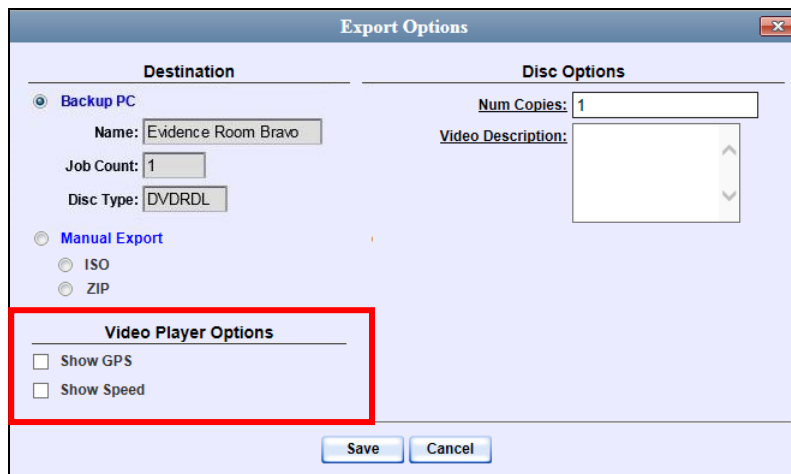 Export Options
Destination
Backup PC
Name: Evidence Room Bravo
Job Count: 1
Disc Type: DVDRDL
Manual Export
ISO
ZIP
Disc Options
Num Copies: 1
Video Description:
Video Player Options
Show GPS
Show Speed
Save Cancel